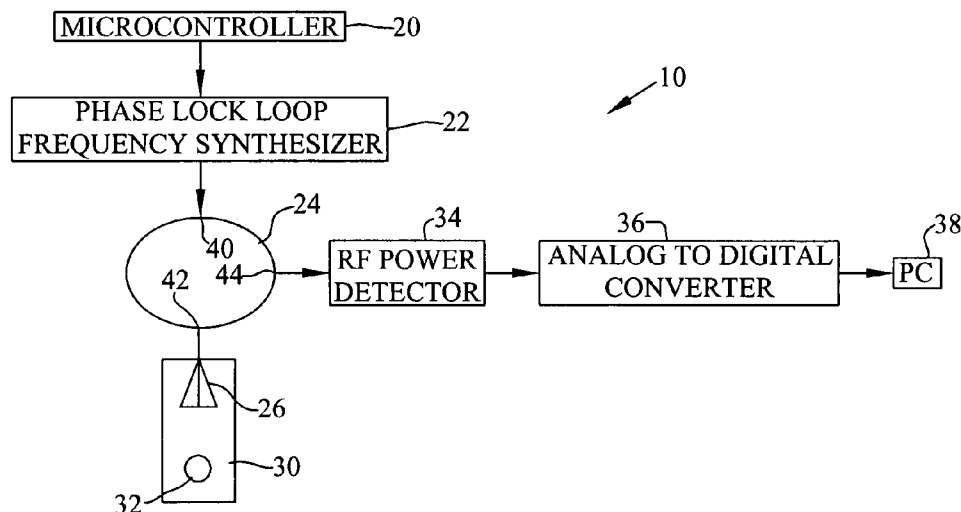 MICROCONTROLLER
20
10
PHASE LOCK LOOP
FREQUENCY SYNTHESIZER
22
24
40
34
36
38
42
44
RF POWER
DETECTOR
ANALOG TO DIGITAL
CONVERTER
PC
26
30
32